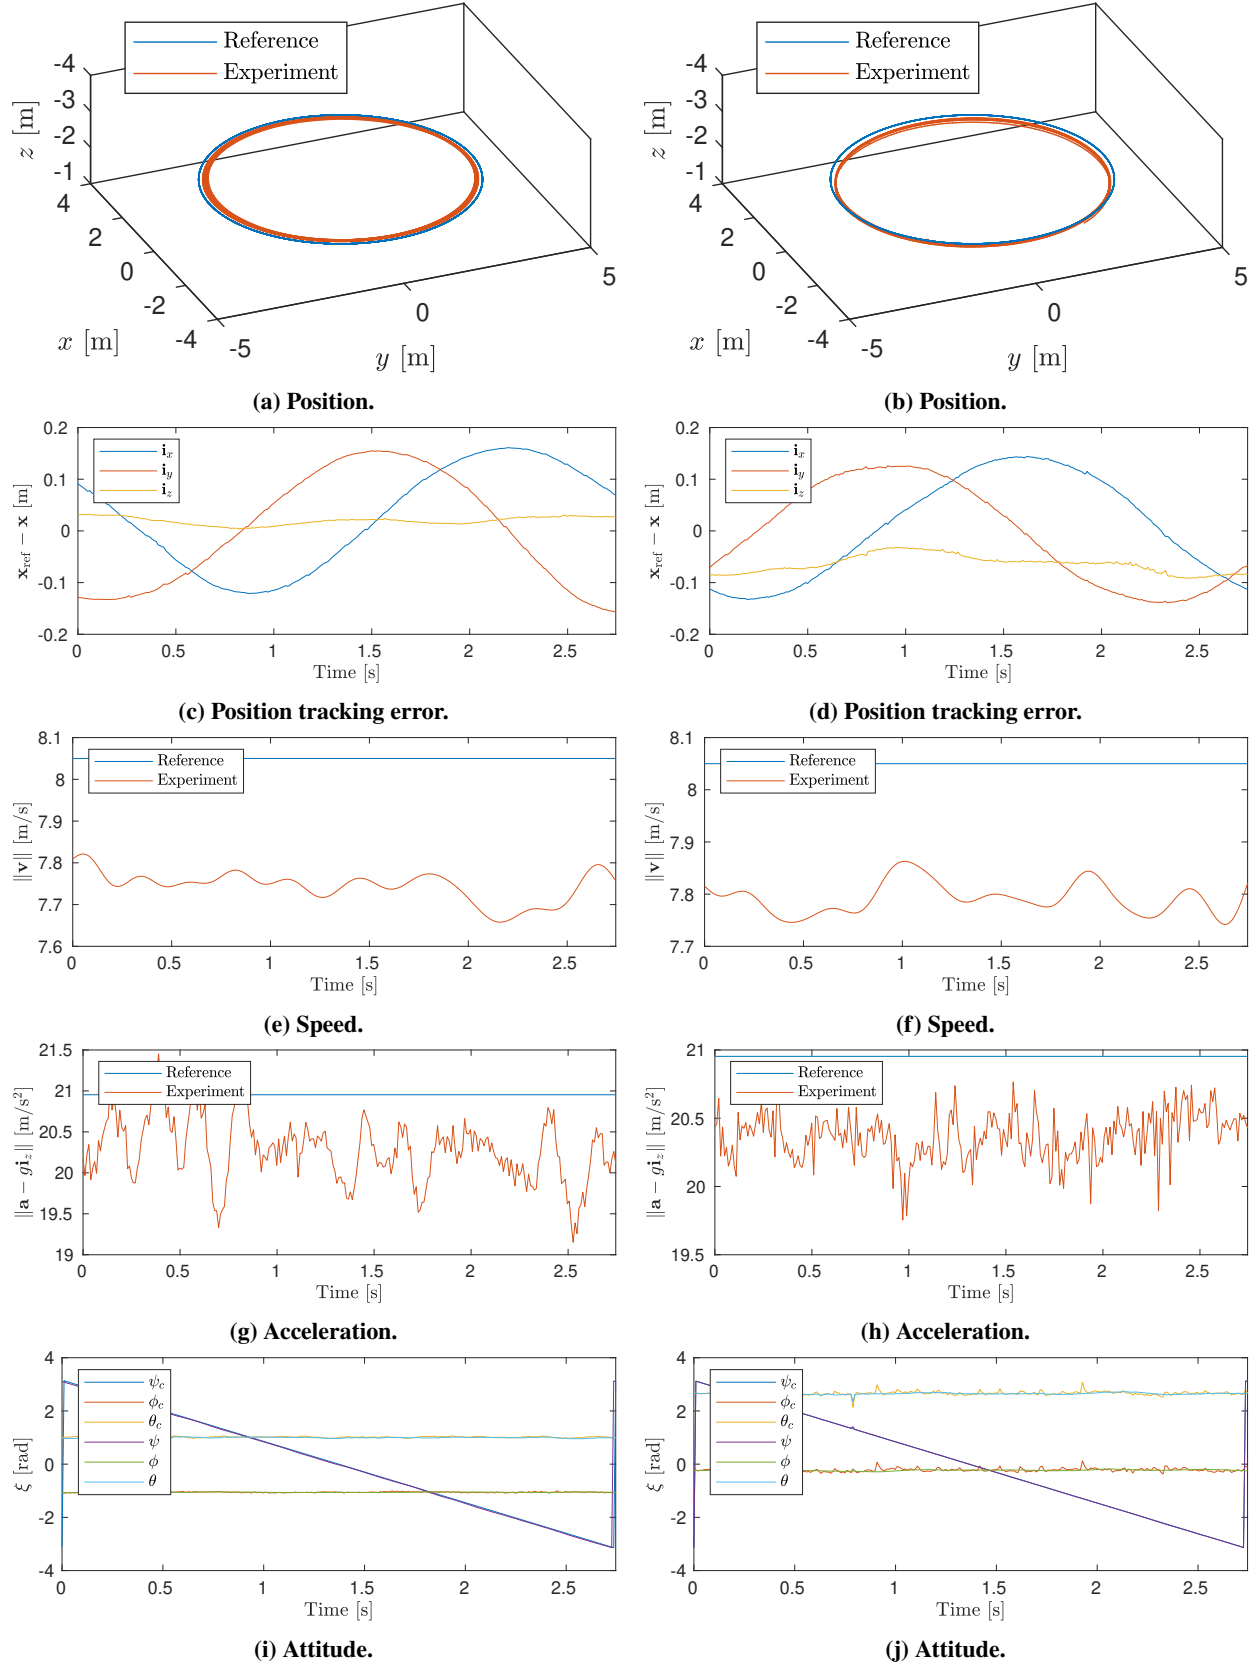 Reference
Experiment
-4
-3
-2
-1
z [m]
4
2
0
-2
-4
x [m]
-5
0
5
y [m]
(a) Position.
Reference
Experiment
-4
-3
-2
-1
z [m]
4
2
0
-2
-4
x [m]
-5
0
5
y [m]
(b) Position.
0.2
0.1
0
-0.1
-0.2
x_ref − x [m]
i_x
i_y
i_z
0 0.5 1 1.5 2 2.5
Time [s]
(c) Position tracking error.
0.2
0.1
0
-0.1
-0.2
x_ref − x [m]
i_x
i_y
i_z
0 0.5 1 1.5 2 2.5
Time [s]
(d) Position tracking error.
8.1
8
7.9
7.8
7.7
7.6
||v|| [m/s]
Reference
Experiment
0 0.5 1 1.5 2 2.5
Time [s]
(e) Speed.
8.1
8
7.9
7.8
7.7
||v|| [m/s]
Reference
Experiment
0 0.5 1 1.5 2 2.5
Time [s]
(f) Speed.
21.5
21
20.5
20
19.5
19
||a − gi_z|| [m/s²]
Reference
Experiment
0 0.5 1 1.5 2 2.5
Time [s]
(g) Acceleration.
21
20.5
20
19.5
||a − gi_z|| [m/s²]
Reference
Experiment
0 0.5 1 1.5 2 2.5
Time [s]
(h) Acceleration.
4
2
0
-2
-4
ξ [rad]
ψ_c
ϕ_c
θ_c
ψ
ϕ
θ
0 0.5 1 1.5 2 2.5
Time [s]
(i) Attitude.
4
2
0
-2
-4
ξ [rad]
ψ_c
ϕ_c
θ_c
ψ
ϕ
θ
0 0.5 1 1.5 2 2.5
Time [s]
(j) Attitude.